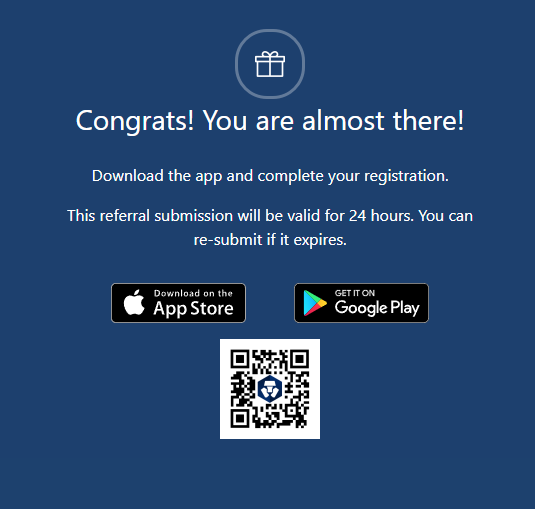 Congrats! You are almost there!
Download the app and complete your registration.
This referral submission will be valid for 24 hours. You can
re-submit if it expires.
Download on the
App Store
GET IT ON
Google Play